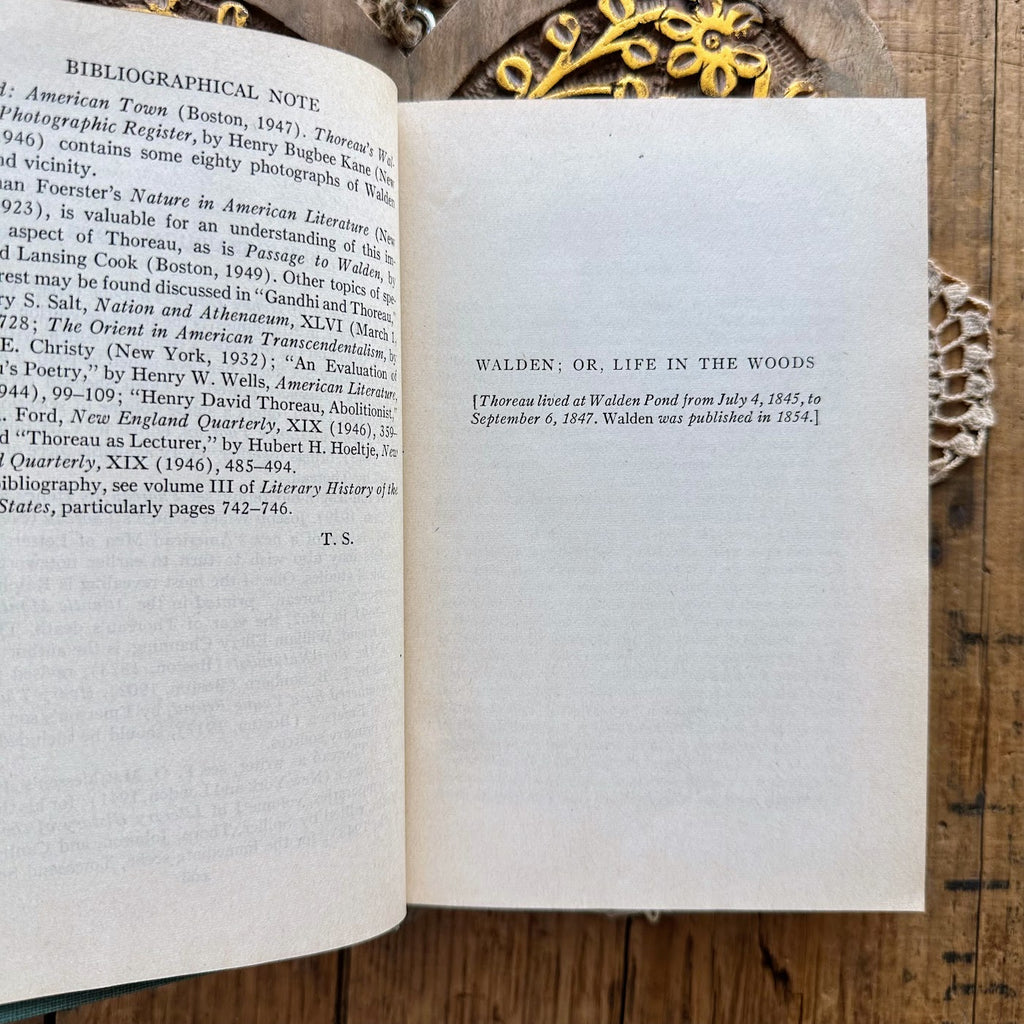 BIBLIOGRAPHICAL NOTE
d: American Town (Boston, 1947). Thoreau's Wal-
Photographic Register, by Henry Bugbee Kane (New
946) contains some eighty photographs of Walden
nd vicinity.
nan Foerster's Nature in American Literature (New
923), is valuable for an understanding of this im-
aspect of Thoreau, as is Passage to Walden, by
d Lansing Cook (Boston, 1949). Other topics of spe-
rest may be found discussed in "Gandhi and Thoreau,"
ry S. Salt, Nation and Athenaeum, XLVI (March 1,
728; The Orient in American Transcendentalism, by
E. Christy (New York, 1932); "An Evaluation of
u's Poetry," by Henry W. Wells, American Literature,
944), 99–109; "Henry David Thoreau, Abolitionist,"
. Ford, New England Quarterly, XIX (1946), 359–
d "Thoreau as Lecturer," by Hubert H. Hoeltje, New
d Quarterly, XIX (1946), 485–494.
ibliography, see volume III of Literary History of the
States, particularly pages 742–746.
T. S.
WALDEN; OR, LIFE IN THE WOODS
[Thoreau lived at Walden Pond from July 4, 1845, to
September 6, 1847. Walden was published in 1854.]